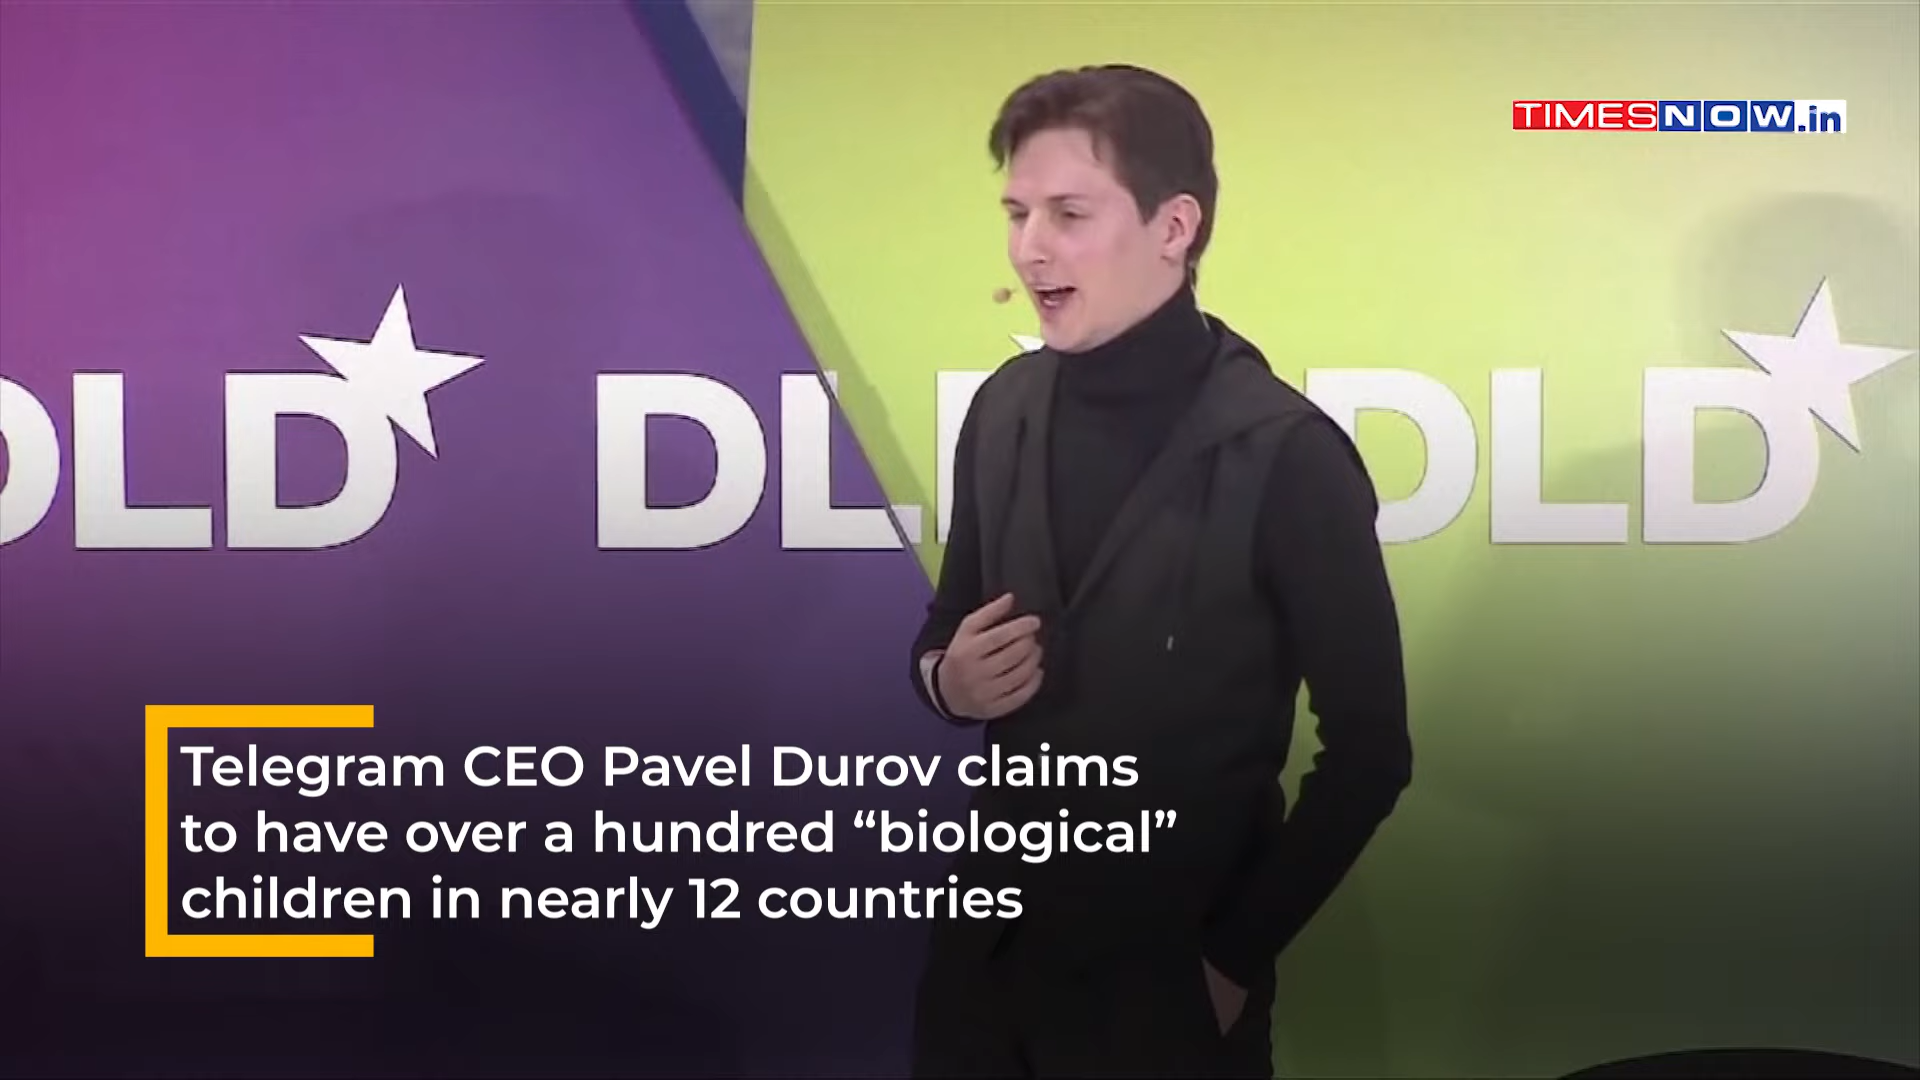 TIMESNOW.in
DLD DLD DLD
Telegram CEO Pavel Durov claims
to have over a hundred “biological”
children in nearly 12 countries